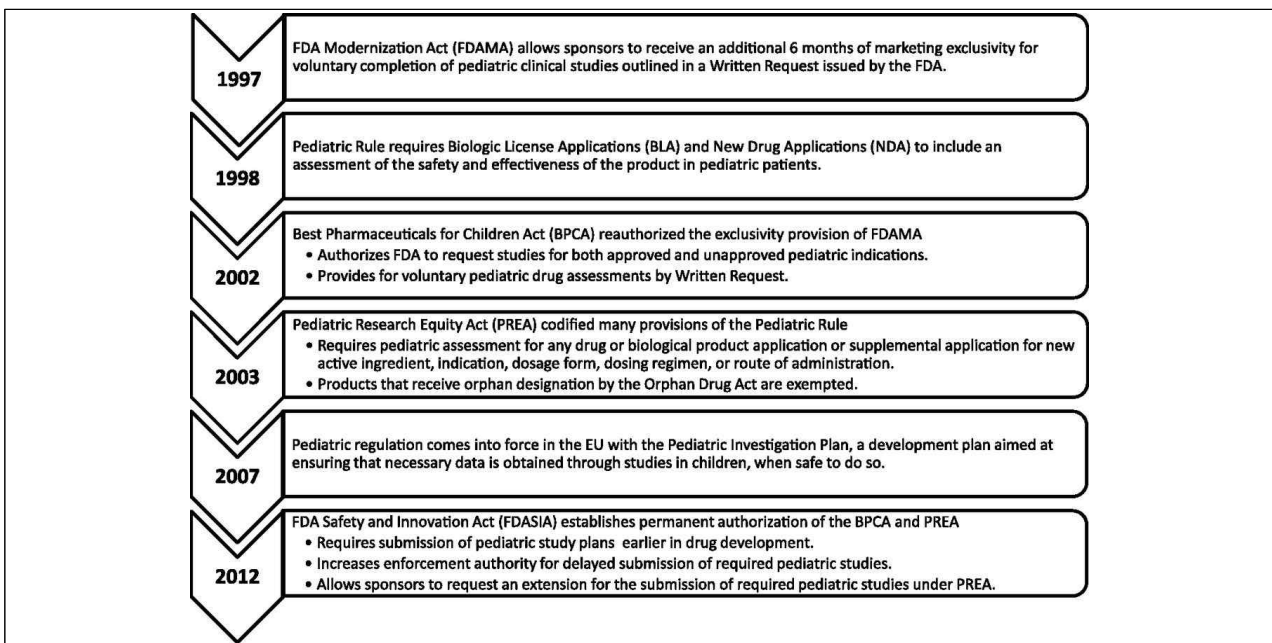 1997
FDA Modernization Act (FDAMA) allows sponsors to receive an additional 6 months of marketing exclusivity for
voluntary completion of pediatric clinical studies outlined in a Written Request issued by the FDA.
1998
Pediatric Rule requires Biologic License Applications (BLA) and New Drug Applications (NDA) to include an
assessment of the safety and effectiveness of the product in pediatric patients.
2002
Best Pharmaceuticals for Children Act (BPCA) reauthorized the exclusivity provision of FDAMA
• Authorizes FDA to request studies for both approved and unapproved pediatric indications.
• Provides for voluntary pediatric drug assessments by Written Request.
2003
Pediatric Research Equity Act (PREA) codified many provisions of the Pediatric Rule
• Requires pediatric assessment for any drug or biological product application or supplemental application for new
active ingredient, indication, dosage form, dosing regimen, or route of administration.
• Products that receive orphan designation by the Orphan Drug Act are exempted.
2007
Pediatric regulation comes into force in the EU with the Pediatric Investigation Plan, a development plan aimed at
ensuring that necessary data is obtained through studies in children, when safe to do so.
2012
FDA Safety and Innovation Act (FDASIA) establishes permanent authorization of the BPCA and PREA
• Requires submission of pediatric study plans earlier in drug development.
• Increases enforcement authority for delayed submission of required pediatric studies.
• Allows sponsors to request an extension for the submission of required pediatric studies under PREA.